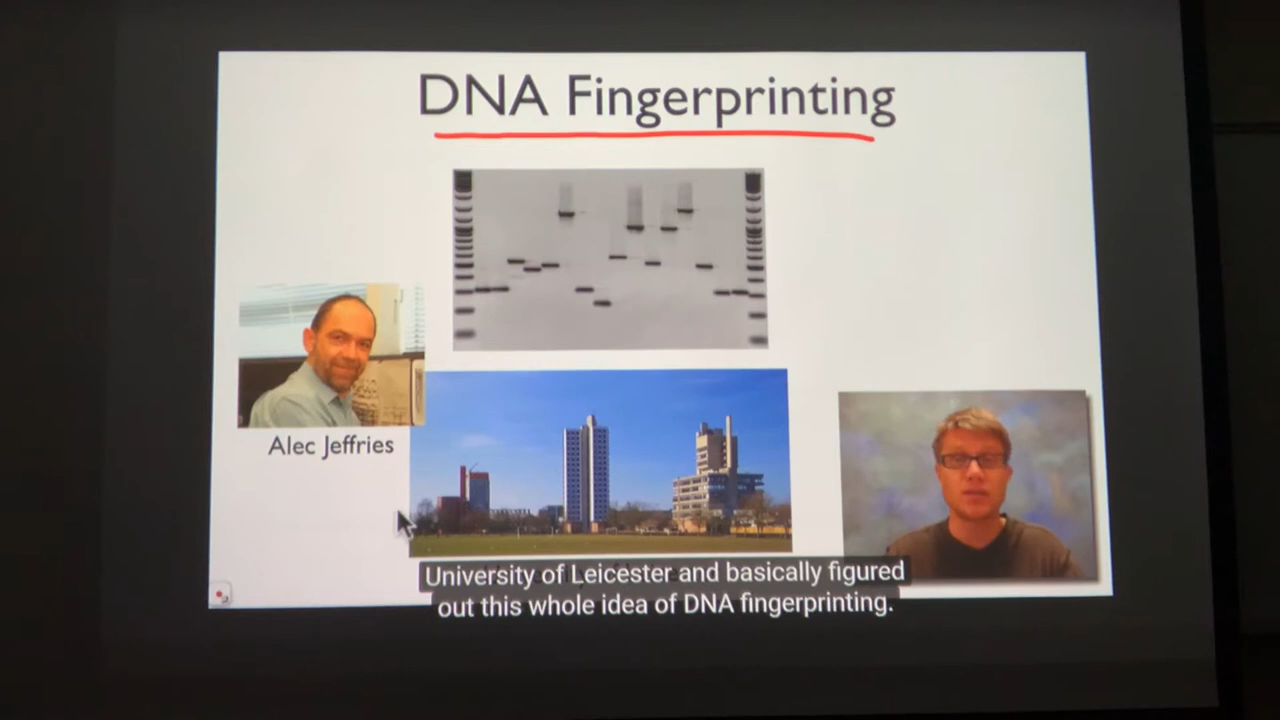 DNA Fingerprinting
Alec Jeffries
University of Leicester and basically figured
out this whole idea of DNA fingerprinting.